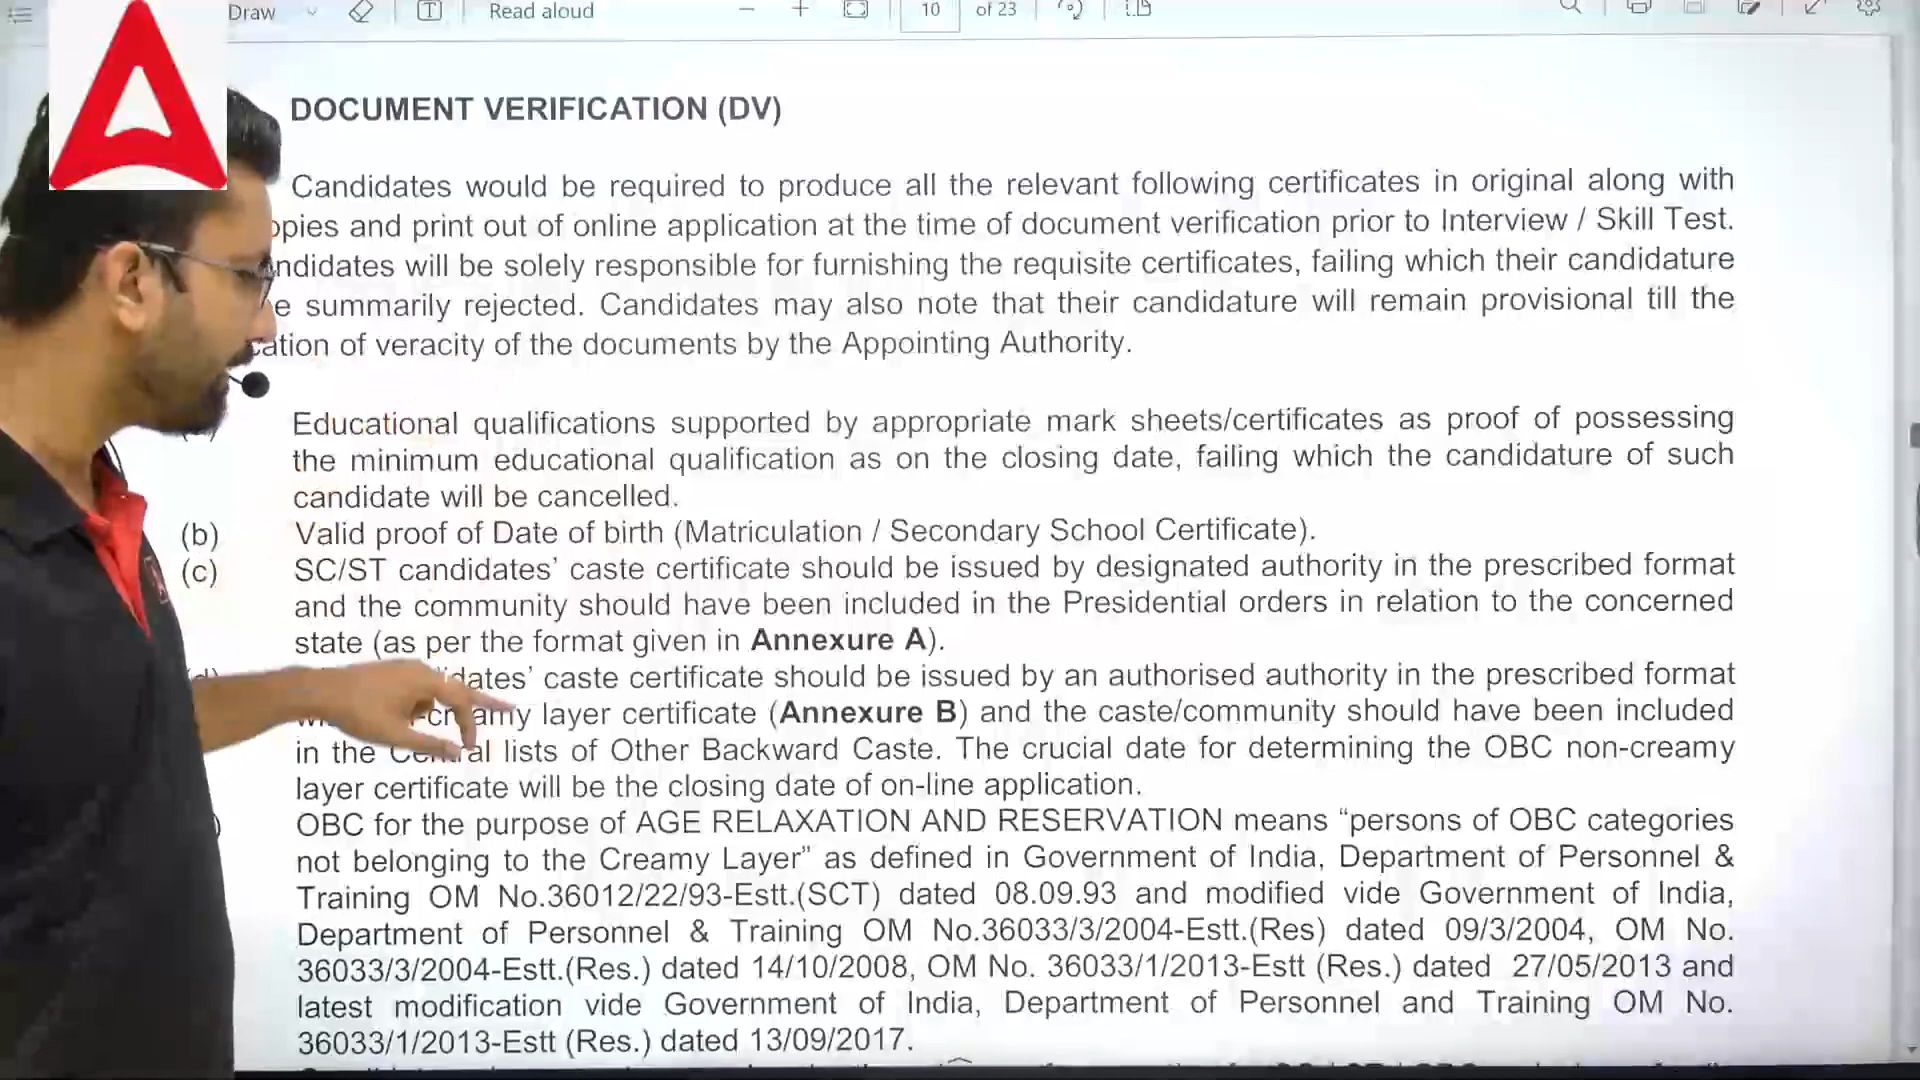 Draw
Read aloud
10 of 23
DOCUMENT VERIFICATION (DV)
Candidates would be required to produce all the relevant following certificates in original along with
opies and print out of online application at the time of document verification prior to Interview / Skill Test.
ndidates will be solely responsible for furnishing the requisite certificates, failing which their candidature
e summarily rejected. Candidates may also note that their candidature will remain provisional till the
cation of veracity of the documents by the Appointing Authority.
Educational qualifications supported by appropriate mark sheets/certificates as proof of possessing
the minimum educational qualification as on the closing date, failing which the candidature of such
candidate will be cancelled.
(b) Valid proof of Date of birth (Matriculation / Secondary School Certificate).
(c) SC/ST candidates’ caste certificate should be issued by designated authority in the prescribed format
and the community should have been included in the Presidential orders in relation to the concerned
state (as per the format given in Annexure A).
dates’ caste certificate should be issued by an authorised authority in the prescribed format
creamy layer certificate (Annexure B) and the caste/community should have been included
in the Central lists of Other Backward Caste. The crucial date for determining the OBC non-creamy
layer certificate will be the closing date of on-line application.
OBC for the purpose of AGE RELAXATION AND RESERVATION means “persons of OBC categories
not belonging to the Creamy Layer” as defined in Government of India, Department of Personnel &
Training OM No.36012/22/93-Estt.(SCT) dated 08.09.93 and modified vide Government of India,
Department of Personnel & Training OM No.36033/3/2004-Estt.(Res) dated 09/3/2004, OM No.
36033/3/2004-Estt.(Res.) dated 14/10/2008, OM No. 36033/1/2013-Estt (Res.) dated 27/05/2013 and
latest modification vide Government of India, Department of Personnel and Training OM No.
36033/1/2013-Estt (Res.) dated 13/09/2017.